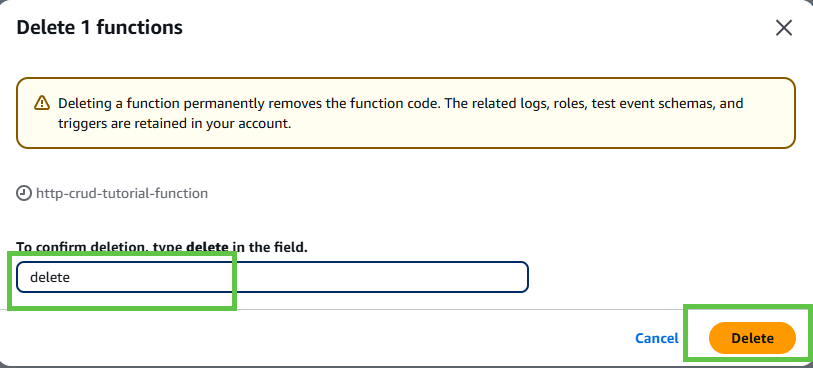 Delete 1 functions
Deleting a function permanently removes the function code. The related logs, roles, test event schemas, and
triggers are retained in your account.
http-crud-tutorial-function
To confirm deletion, type delete in the field.
delete
Cancel
Delete